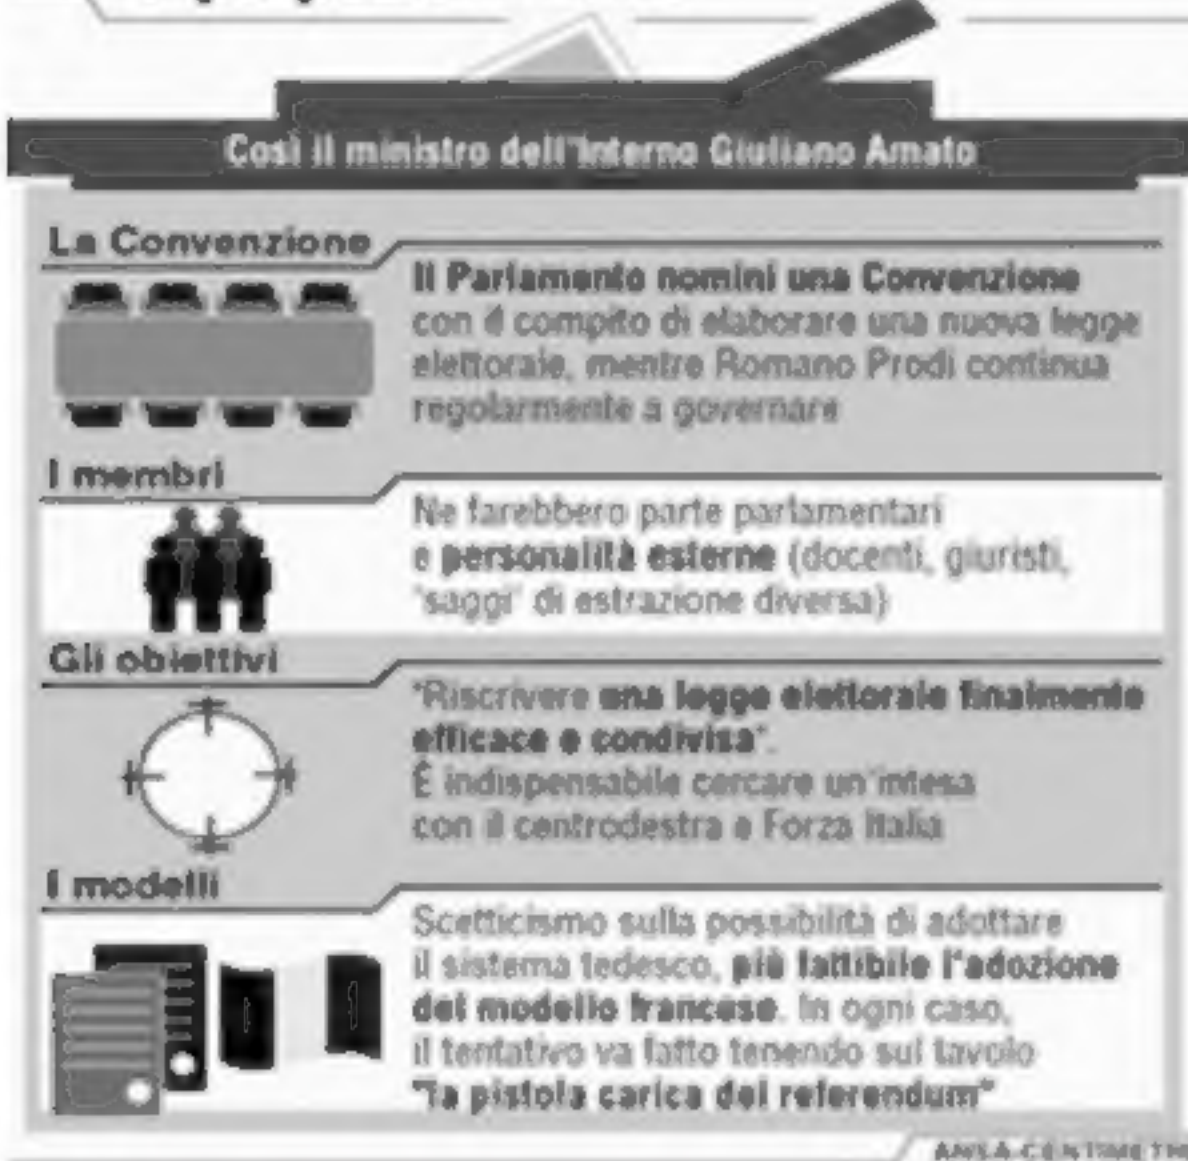 Così il ministro dell'Interno Giuliano Amato
La Convenzione
Il Parlamento nomini una Convenzione
con il compito di elaborare una nuova legge
elettorale, mentre Romano Prodi continua
regolarmente a governare
I membri
Ne farebbero parte parlamentari
e personalità esterne (docenti, giuristi,
"saggi" di estrazione diversa)
Gli obiettivi
"Riscrivere una legge elettorale finalmente
efficace e condivisa".
È indispensabile cercare un'intesa
con il centrodestra e Forza Italia
I modelli
Scetticismo sulla possibilità di adottare
il sistema tedesco, più fattibile l'adozione
del modello francese. In ogni caso,
il tentativo va fatto tenendo sul tavolo
"la pistola carica del referendum"
ANSA-CENTIMETRI